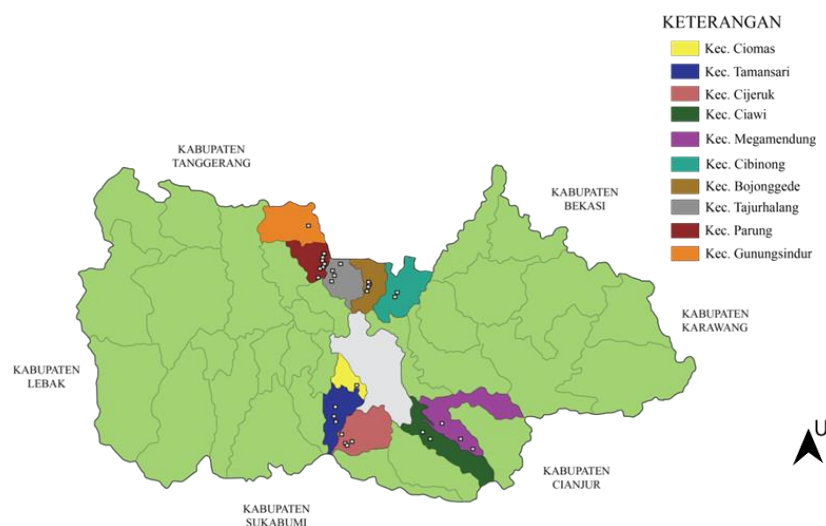 KETERANGAN
Kec. Ciomas
Kec. Tamansari
Kec. Cijeruk
Kec. Ciawi
Kec. Megamendung
Kec. Cibinong
Kec. Bojonggede
Kec. Tajurhalang
Kec. Parung
Kec. Gunungsindur
KABUPATEN
TANGGERANG
KABUPATEN
BEKASI
KABUPATEN
KARAWANG
KABUPATEN
LEBAK
U
KABUPATEN
CIANJUR
KABUPATEN
SUKABUMI